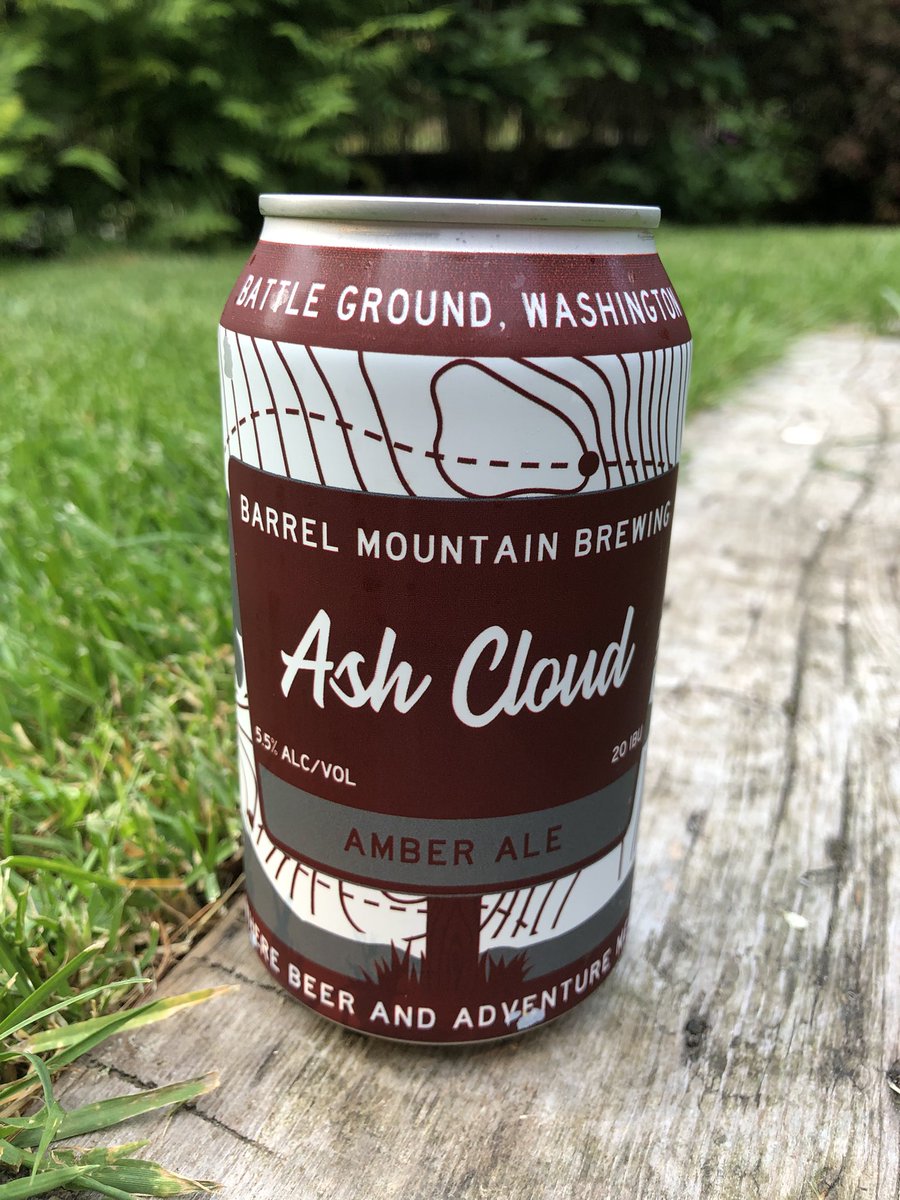 BATTLE GROUND, WASHINGTON
BARREL MOUNTAIN BREWING
Ash Cloud
5.5% ALC/VOL
20 IBU
AMBER ALE
BEER AND ADVENTURE